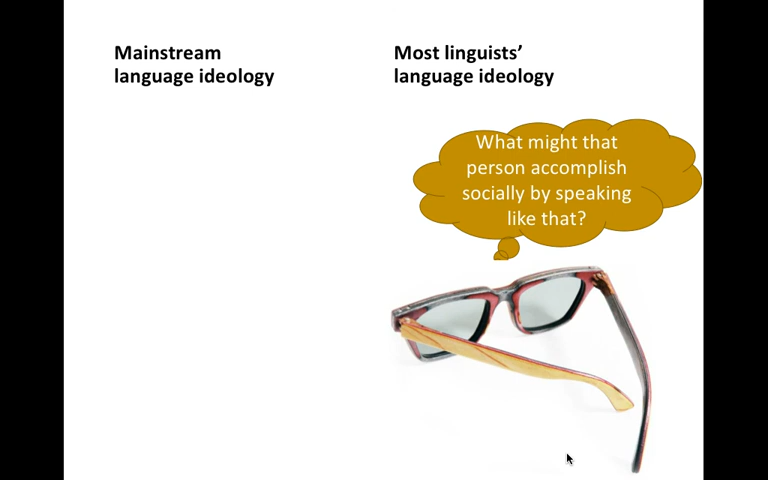 Mainstream
language ideology
Most linguists’
language ideology
What might that
person accomplish
socially by speaking
like that?